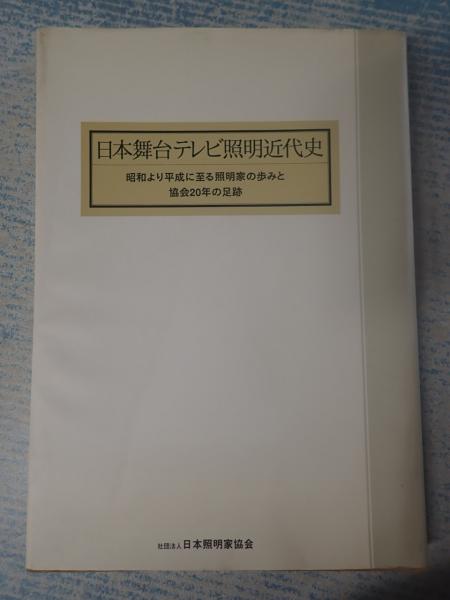 日本舞台テレビ照明近代史
昭和より平成に至る照明家の歩みと
協会20年の足跡
社団法人 日本照明家協会